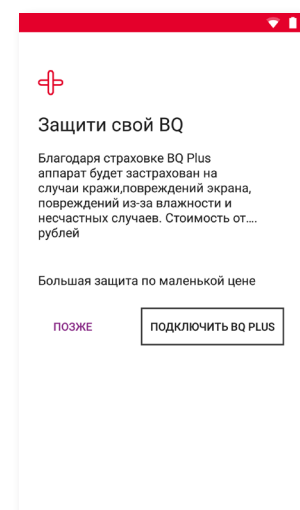 Защити свой BQ
Благодаря страховке BQ Plus
аппарат будет застрахован на
случаи кражи,повреждений экрана,
повреждений из-за влажности и
несчастных случаев. Стоимость от....
рублей
Большая защита по маленькой цене
ПОЗЖЕ
ПОДКЛЮЧИТЬ BQ PLUS